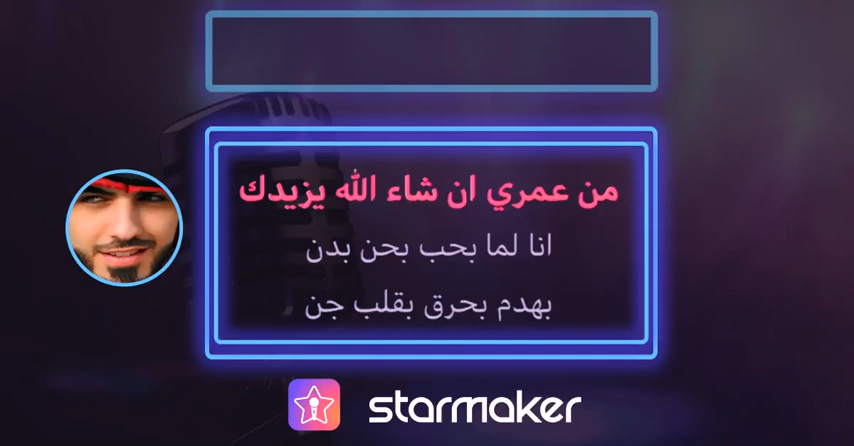 من عمري ان شاء الله يزيدك
انا لما بحب بحن بدن
بهدم بحرق بقلب جن
starmaker